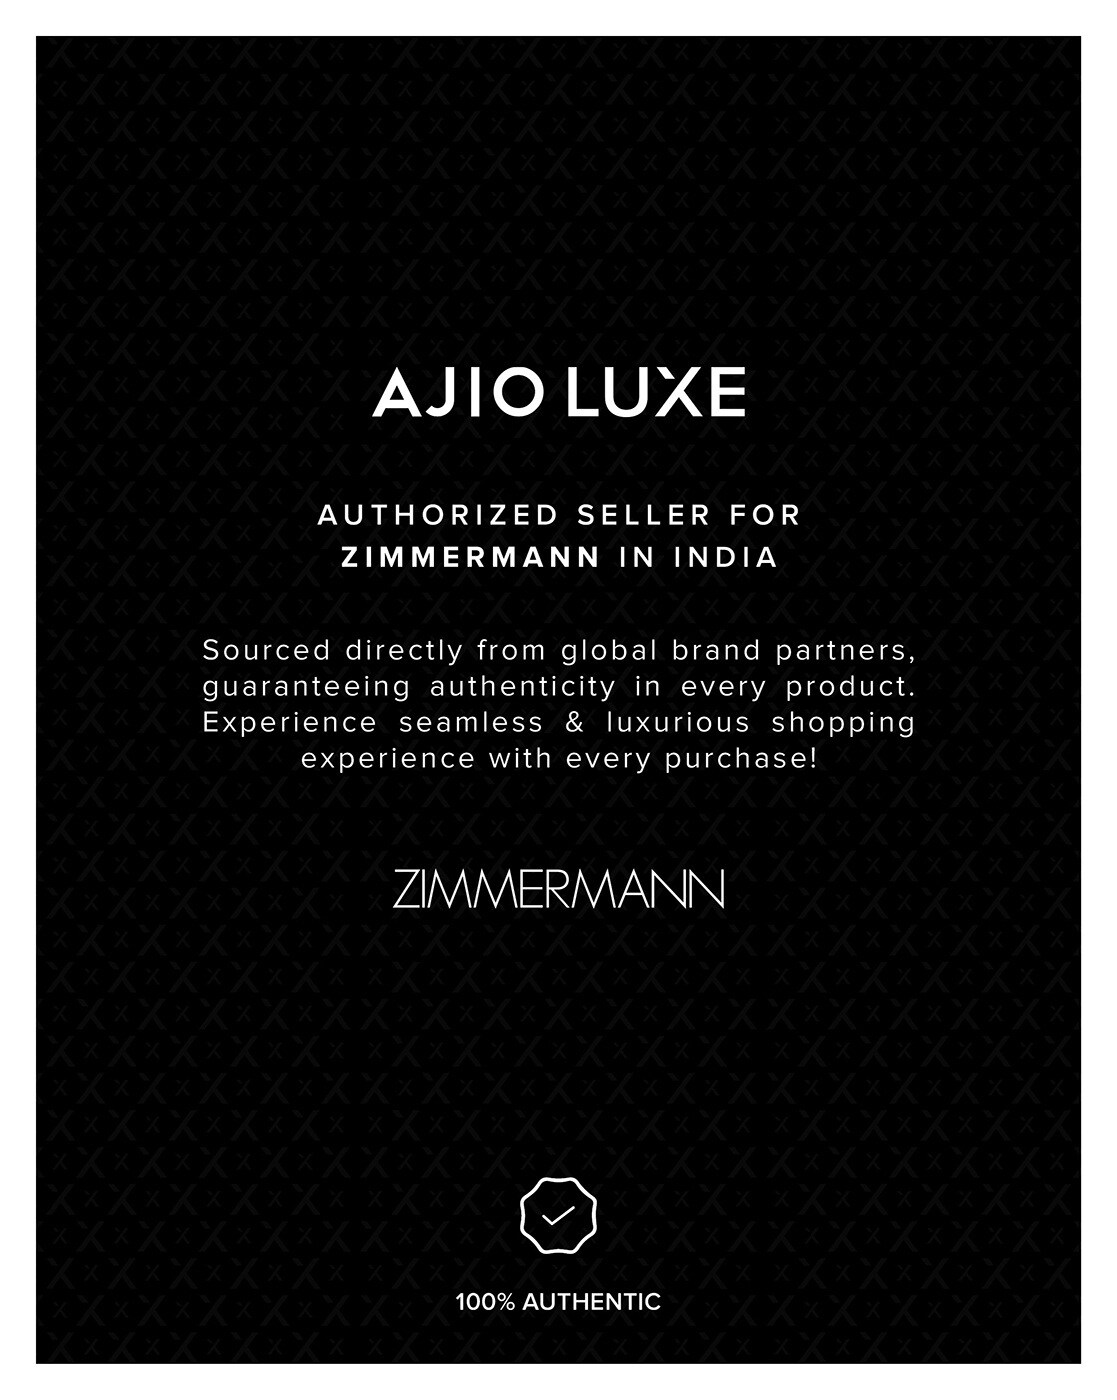 AJIO LUXE
AUTHORIZED SELLER FOR
ZIMMERMANN IN INDIA
Sourced directly from global brand partners,
guaranteeing authenticity in every product.
Experience seamless & luxurious shopping
experience with every purchase!
ZIMMERMANN
100% AUTHENTIC